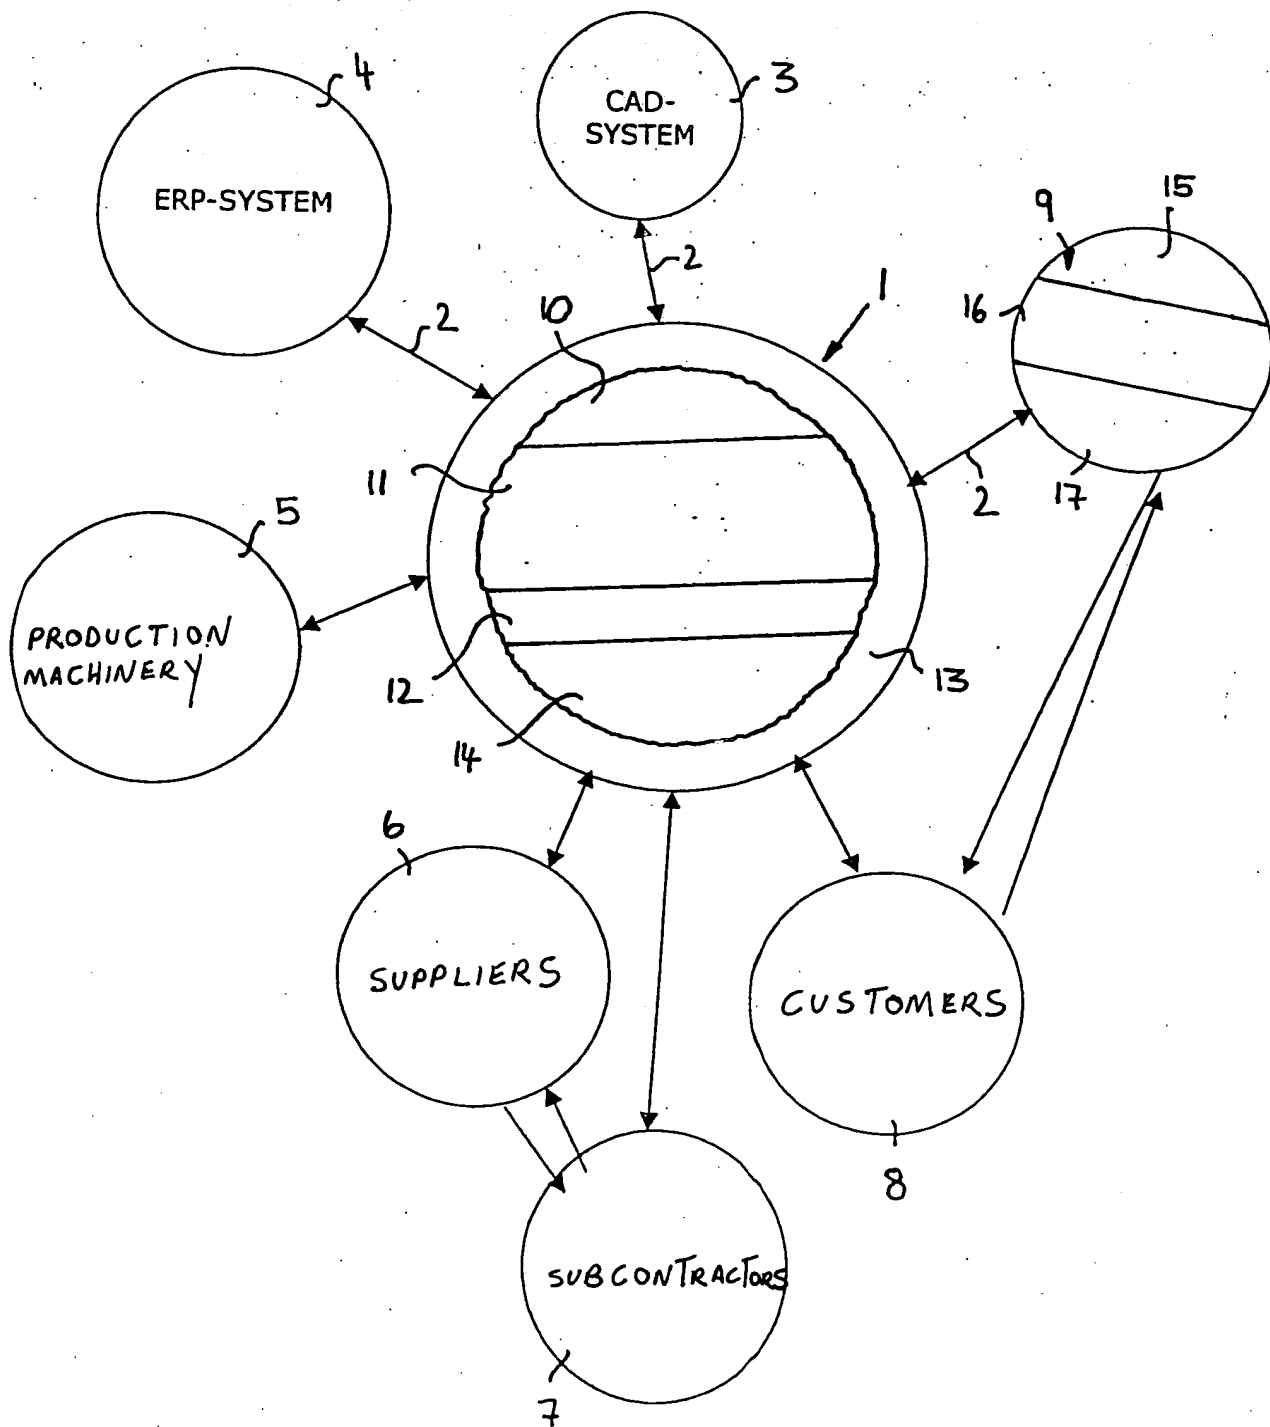 4
3
CAD-
SYSTEM
ERP-SYSTEM
15
9
2
1
16
10
2
11
2
17
5
PRODUCTION
MACHINERY
12
13
14
6
SUPPLIERS
CUSTOMERS
8
SUBCONTRACTORS
7